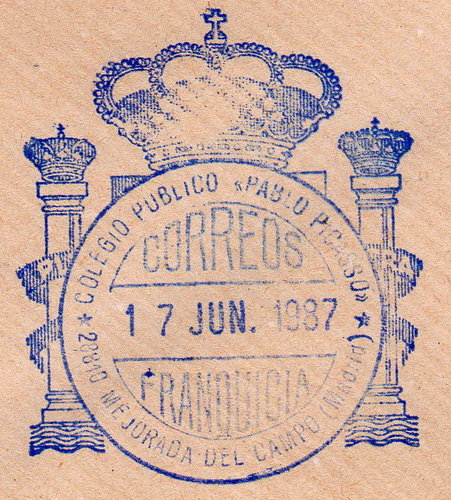 COLEGIO PUBLICO «PABLO PICASSO»
CORREOS
17 JUN. 1987
FRANQUICIA
★ 28840 MEJORADA DEL CAMPO (Madrid) ★